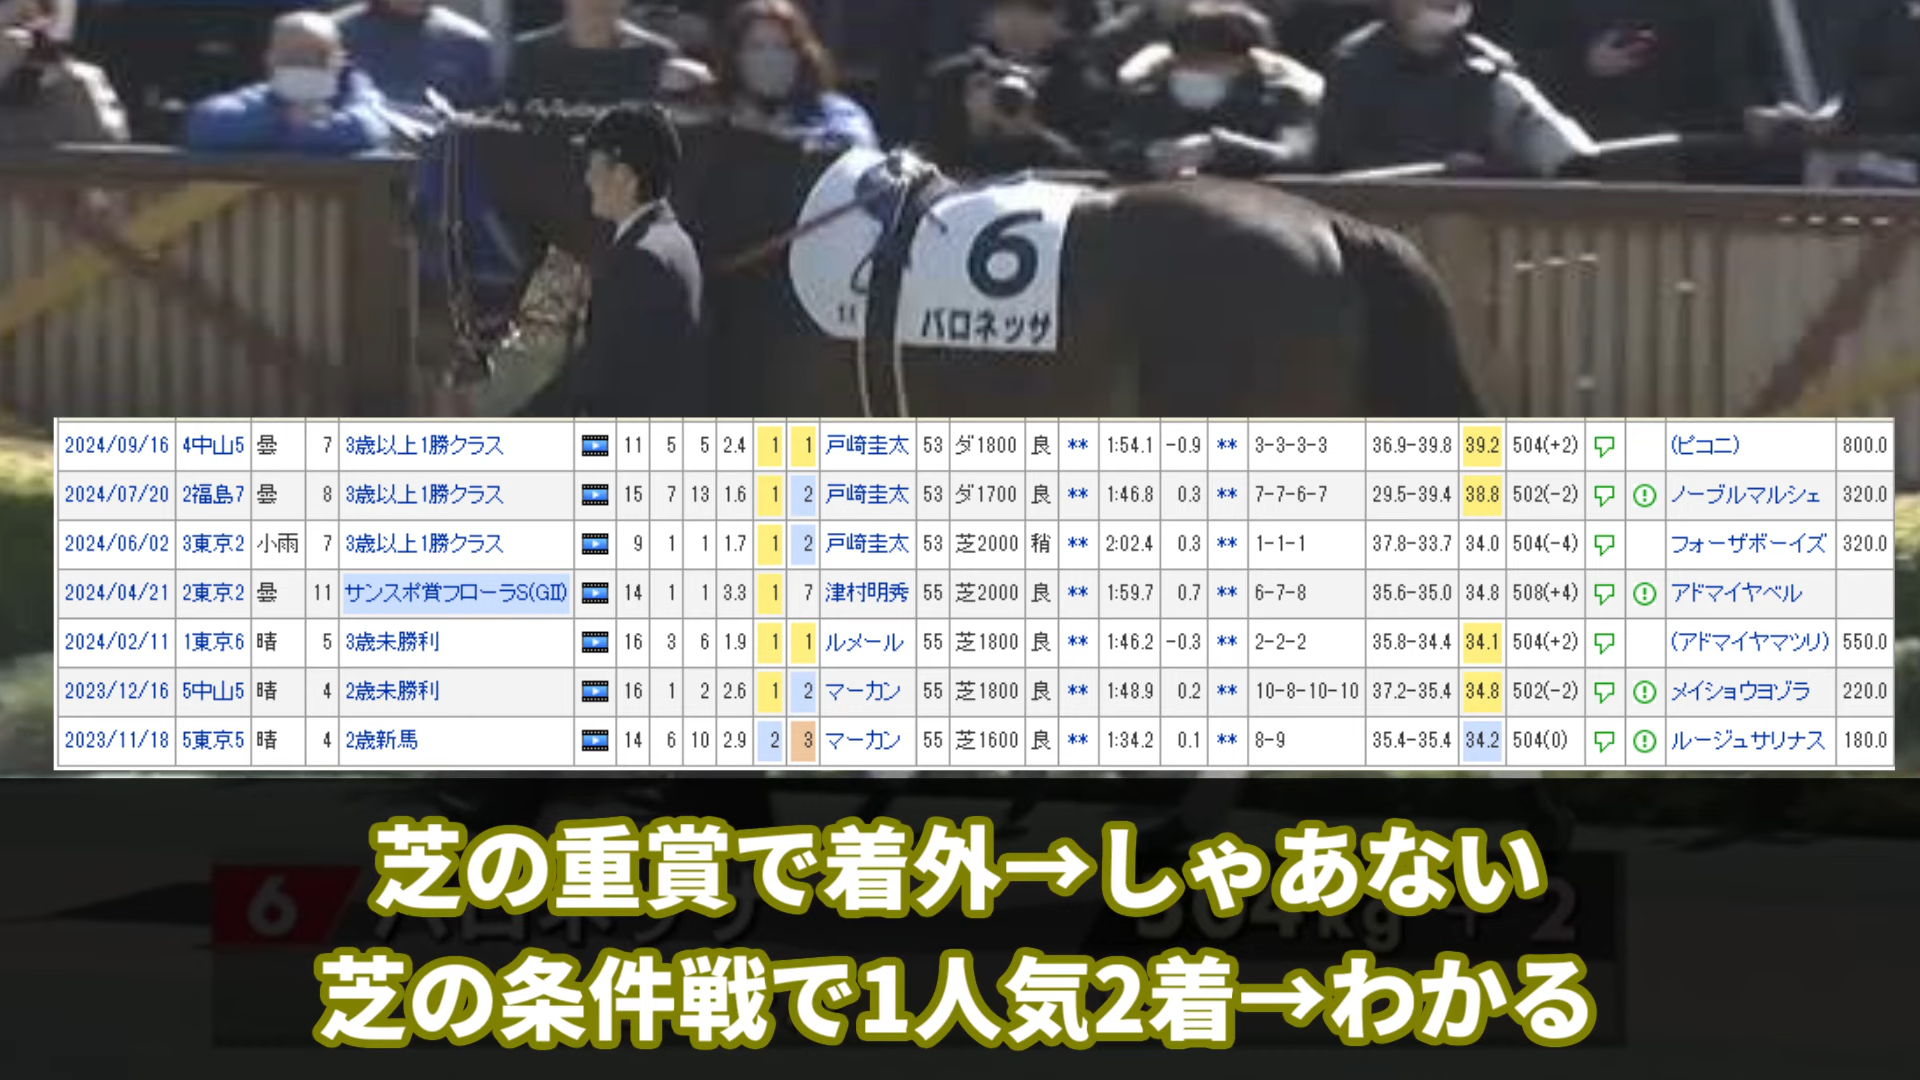 6
バロネッサ
2024/09/16 4中山5 曇 7 3歳以上1勝クラス 11 5 5 2.4 1 1 戸崎圭太 53 ダ1800 良 ** 1:54.1 -0.9 ** 3-3-3-3 36.9-39.8 39.2 504(+2) (ピコニ) 800.0
2024/07/20 2福島7 曇 8 3歳以上1勝クラス 15 7 13 1.6 1 2 戸崎圭太 53 ダ1700 良 ** 1:46.8 0.3 ** 7-7-6-7 29.5-39.4 38.8 502(-2) ノーブルマルシェ 320.0
2024/06/02 3東京2 小雨 7 3歳以上1勝クラス 9 1 1 1.7 1 2 戸崎圭太 53 芝2000 稍 ** 2:02.4 0.3 ** 1-1-1 37.8-33.7 34.0 504(-4) フォーザボーイズ 320.0
2024/04/21 2東京2 曇 11 サンスポ賞フローラS(GII) 14 1 1 3.3 1 7 津村明秀 55 芝2000 良 ** 1:59.7 0.7 ** 6-7-8 35.6-35.0 34.8 508(+4) アドマイヤベル
2024/02/11 1東京6 晴 5 3歳未勝利 16 3 6 1.9 1 1 ルメール 55 芝1800 良 ** 1:46.2 -0.3 ** 2-2-2 35.8-34.4 34.1 504(+2) (アドマイヤマツリ) 550.0
2023/12/16 5中山5 晴 4 2歳未勝利 16 1 2 2.6 1 2 マーカン 55 芝1800 良 ** 1:48.9 0.2 ** 10-8-10-10 37.2-35.4 34.8 502(-2) メイショウヨゾラ 220.0
2023/11/18 5東京5 晴 4 2歳新馬 14 6 10 2.9 2 3 マーカン 55 芝1600 良 ** 1:34.2 0.1 ** 8-9 35.4-35.4 34.2 504(0) ルージュサリナス 180.0
芝の重賞で着外→しゃあない
6 バロネッサ 504kg + 2
芝の条件戦で1人気2着→わかる